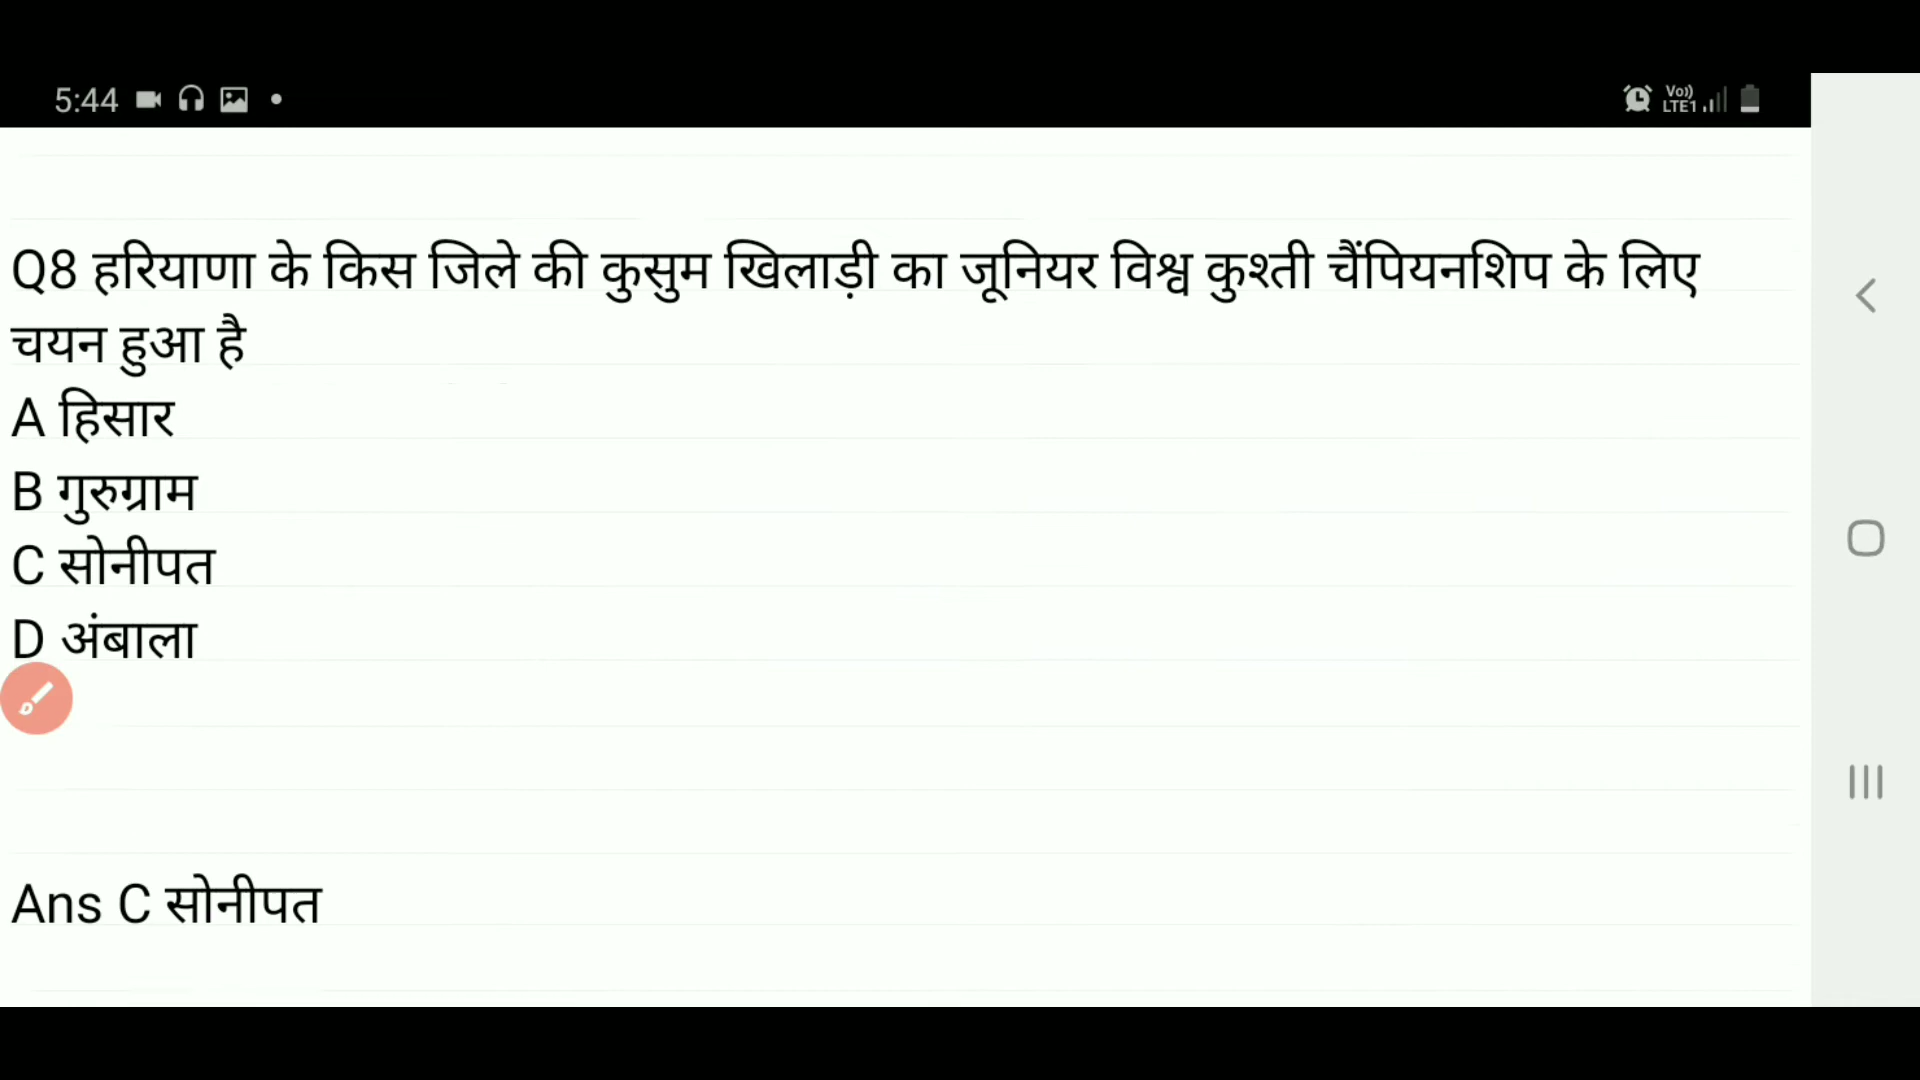 5:44
Vo)) LTE1
Q8 हरियाणा के किस जिले की कुसुम खिलाड़ी का जूनियर विश्व कुश्ती चैंपियनशिप के लिए
चयन हुआ है
A हिसार
B गुरुग्राम
C सोनीपत
D अंबाला
Ans C सोनीपत